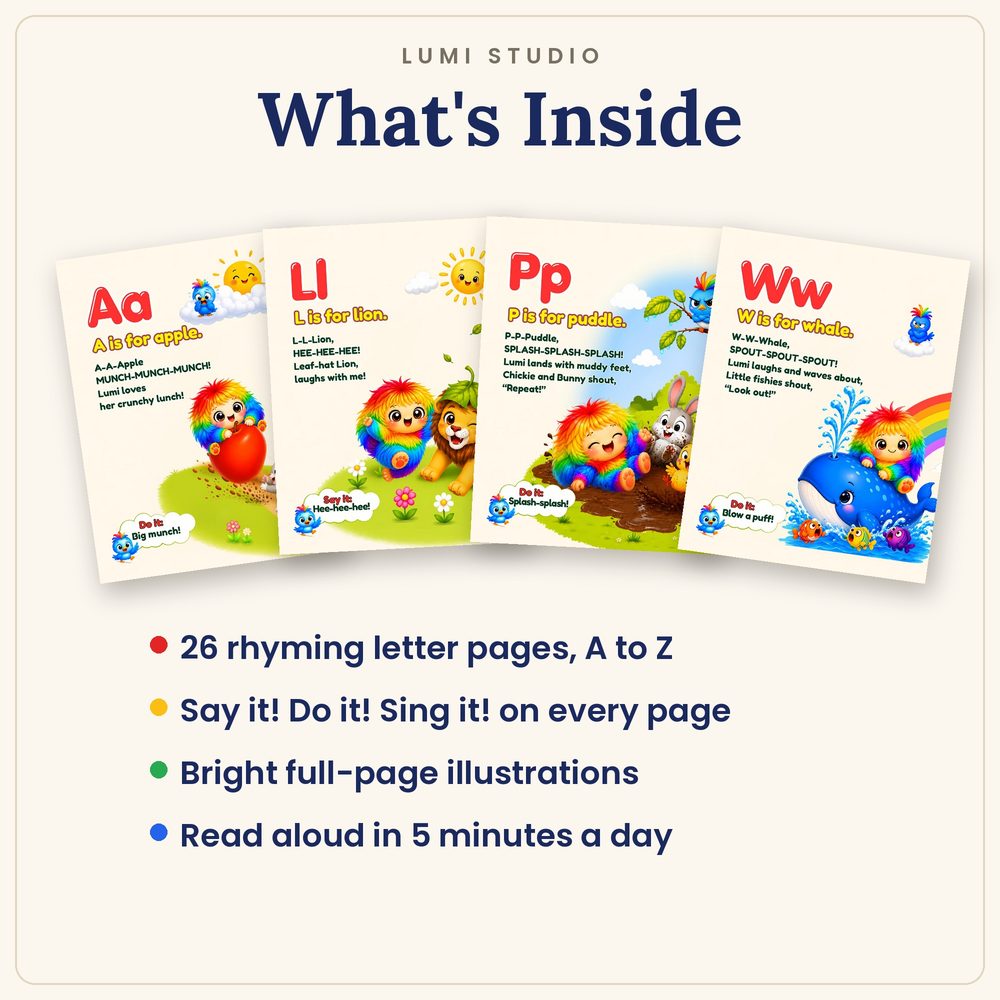 LUMI STUDIO
What's Inside
Aa
A is for apple.
A-A-Apple
MUNCH-MUNCH-MUNCH!
Lumi loves
her crunchy lunch!
Do it:
Big munch!
Ll
L is for lion.
L-L-Lion,
HEE-HEE-HEE!
Leaf-hat Lion,
laughs with me!
Say it:
Hee-hee-hee!
Pp
P is for puddle.
P-P-Puddle,
SPLASH-SPLASH-SPLASH!
Lumi lands with muddy feet,
Chickie and Bunny shout,
“Repeat!”
Do it:
Splash-splash!
Ww
W is for whale.
W-W-Whale,
SPOUT-SPOUT-SPOUT!
Lumi laughs and waves about,
Little fishies shout,
“Look out!”
Do it:
Blow a puff!
26 rhyming letter pages, A to Z
Say it! Do it! Sing it! on every page
Bright full-page illustrations
Read aloud in 5 minutes a day